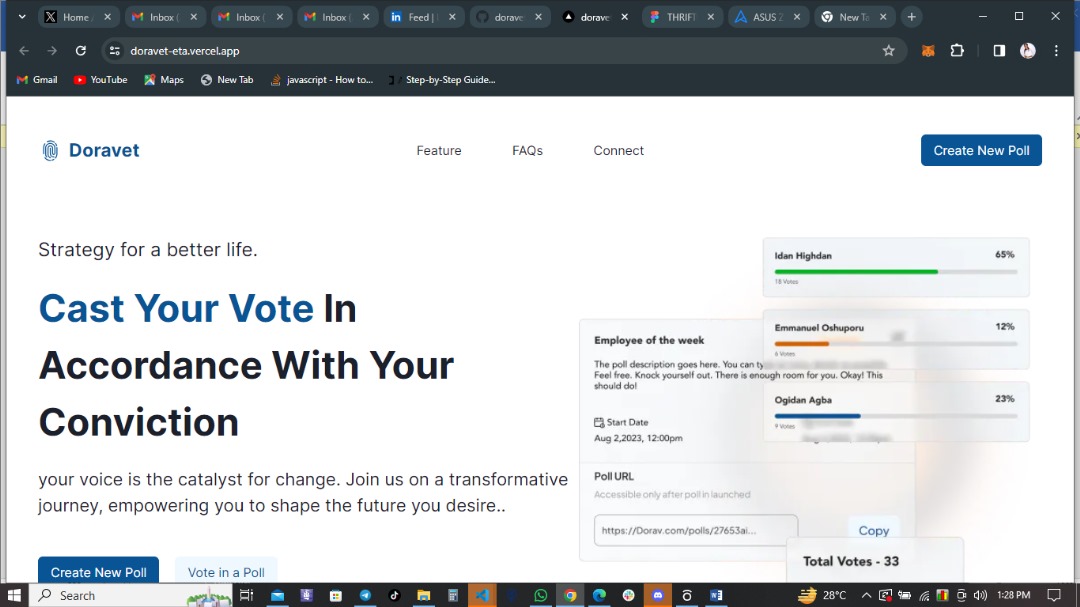 Home /
Inbox (
Inbox (
Inbox (
in Feed |
dorave
dorave
THRIFT
ASUS Z
New Ta
doravet-eta.vercel.app
Gmail
YouTube
Maps
New Tab
javascript - How to...
Step-by-Step Guide...
Doravet
Feature
FAQs
Connect
Create New Poll
Strategy for a better life.
Cast Your Vote In
Accordance With Your
Conviction
your voice is the catalyst for change. Join us on a transformative
journey, empowering you to shape the future you desire..
Create New Poll
Vote in a Poll
Idan Highdan 65%
18 Votes
Emmanuel Oshuporu 12%
6 Votes
Ogidan Agba 23%
9 Votes
Employee of the week
The poll description goes here. You can ty
Feel free. Knock yourself out. There is enough room for you. Okay! This
should do!
Start Date
Aug 2,2023, 12:00pm
Poll URL
Accessible only after poll in launched
https://Dorav.com/polls/27653ai...
Copy
Total Votes - 33
Search
28°C
1:28 PM